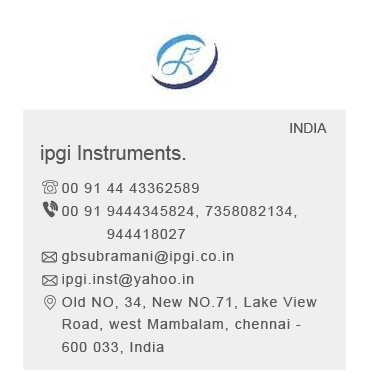 INDIA
ipgi Instruments.
00 91 44 43362589
00 91 9444345824, 7358082134,
944418027
gbsubramani@ipgi.co.in
ipgi.inst@yahoo.in
Old NO, 34, New NO.71, Lake View
Road, west Mambalam, chennai -
600 033, India